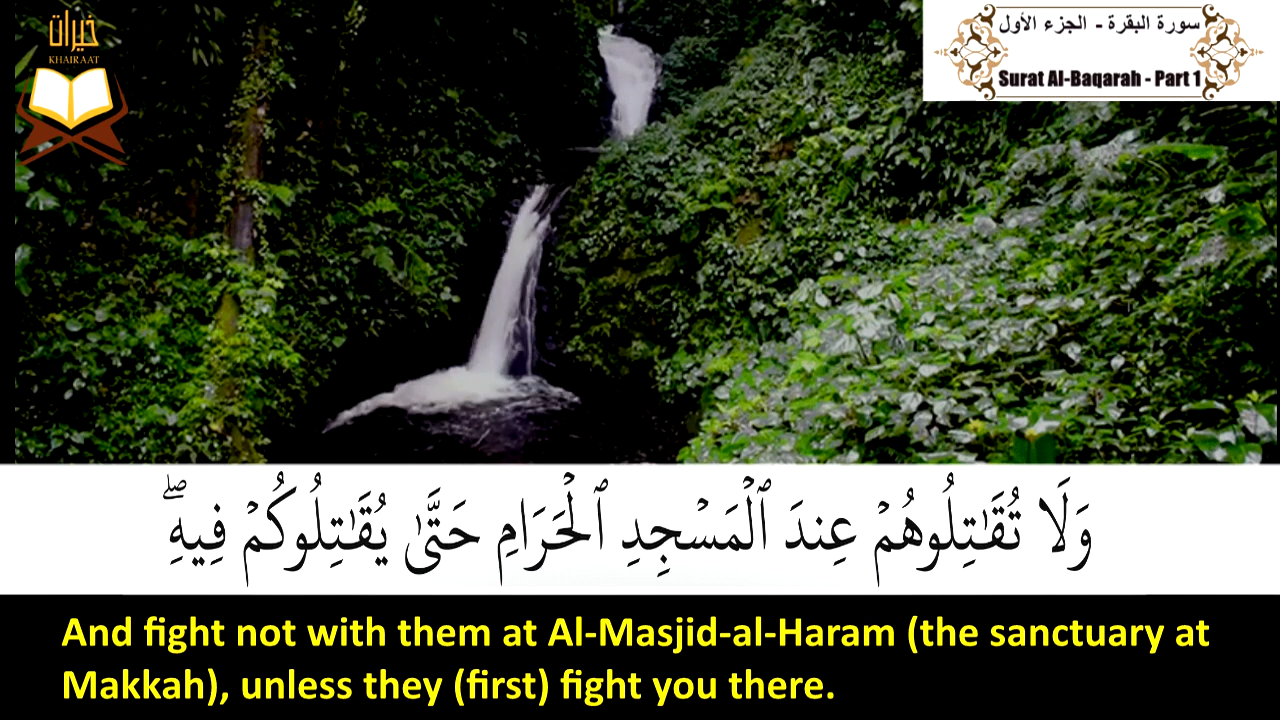 خيرات
KHAIRAAT
سورة البقرة - الجزء الأول
Surat Al-Baqarah - Part 1
وَلَا تُقَٰتِلُوهُمْ عِندَ ٱلْمَسْجِدِ ٱلْحَرَامِ حَتَّىٰ يُقَٰتِلُوكُمْ فِيهِۖ
And fight not with them at Al-Masjid-al-Haram (the sanctuary at
Makkah), unless they (first) fight you there.